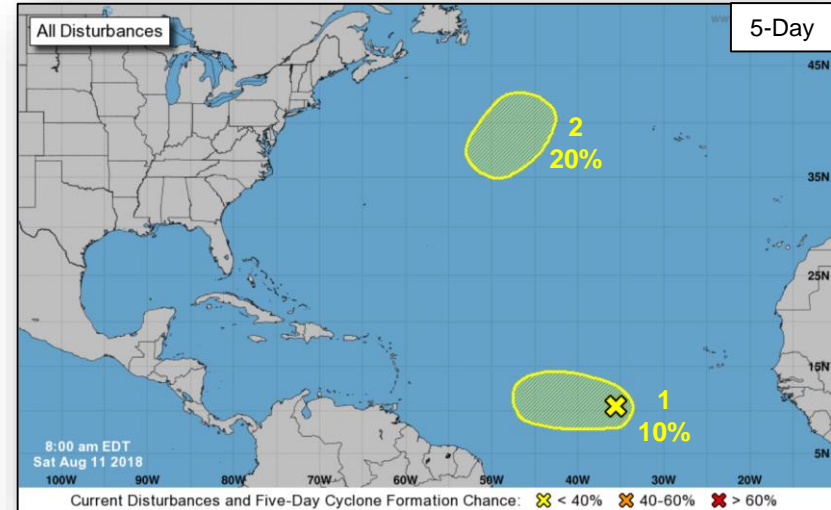 All Disturbances
ww
5-Day
45N
2
20%
35N
25N
15N
1
10%
8:00 am EDT
Sat Aug 11 2018
5N
100W 90W 80W 70W 60W 50W 40W 30W 20W
Current Disturbances and Five-Day Cyclone Formation Chance: < 40% 40-60% > 60%